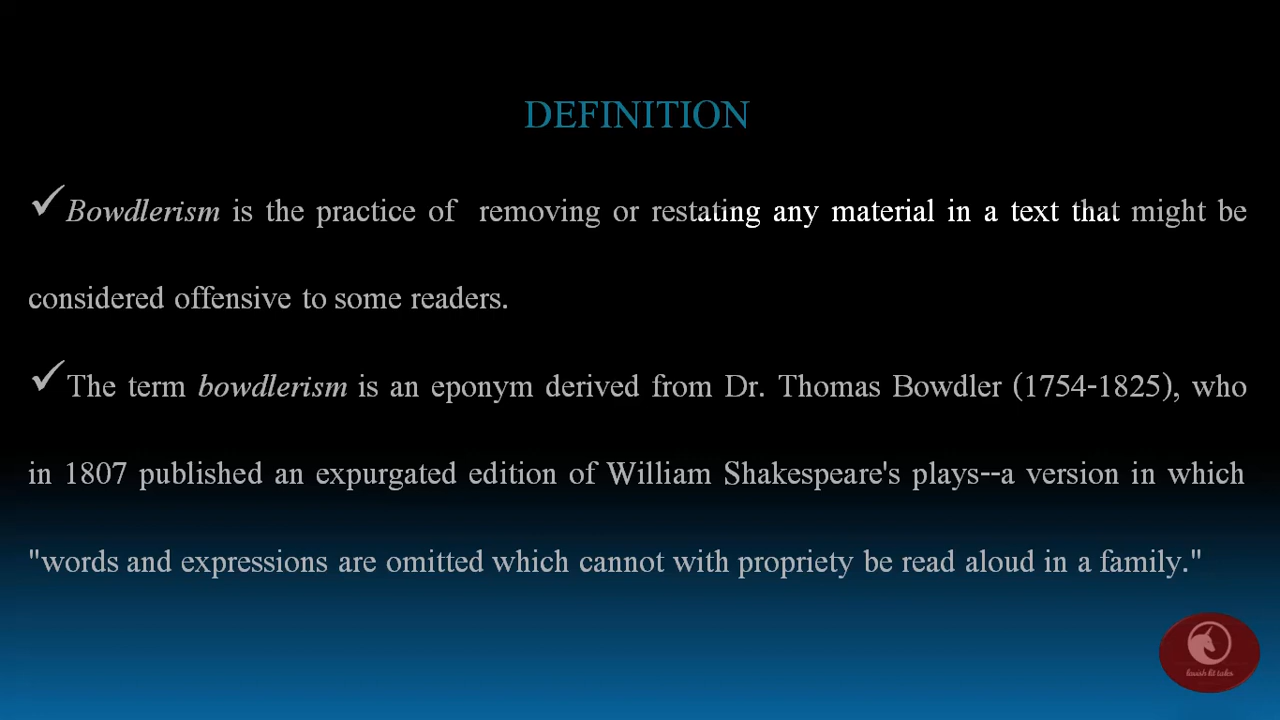 DEFINITION
✓Bowdlerism is the practice of removing or restating any material in a text that might be
considered offensive to some readers.
✓The term bowdlerism is an eponym derived from Dr. Thomas Bowdler (1754-1825), who
in 1807 published an expurgated edition of William Shakespeare's plays--a version in which
"words and expressions are omitted which cannot with propriety be read aloud in a family."